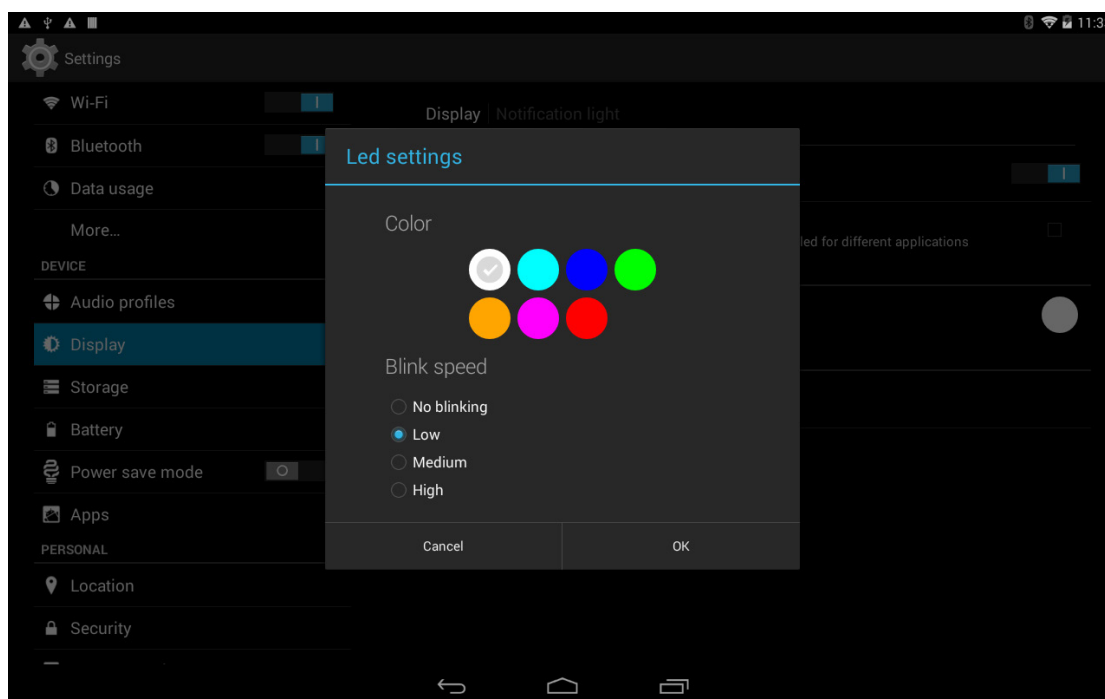 11:3
Settings
Wi-Fi
Bluetooth
Data usage
More...
DEVICE
Audio profiles
Display
Storage
Battery
Power save mode
Apps
PERSONAL
Location
Security
Display | Notification light
led for different applications
Led settings
Color
Blink speed
No blinking
Low
Medium
High
Cancel
OK